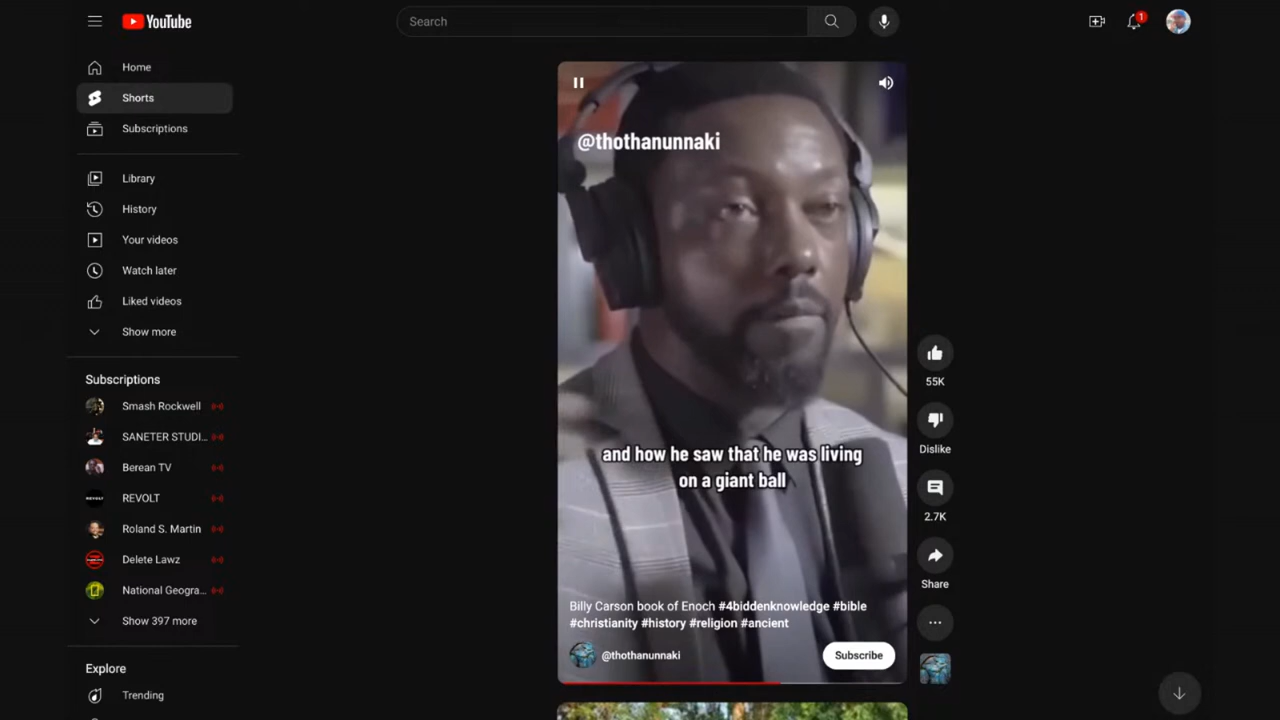 YouTube
Search
1
Home
Shorts
Subscriptions
Library
History
Your videos
Watch later
Liked videos
Show more
Subscriptions
Smash Rockwell
SANETER STUDI...
Berean TV
REVOLT
REVOLT
Roland S. Martin
Delete Lawz
National Geogra...
Show 397 more
Explore
Trending
@thothanunnaki
and how he saw that he was living
on a giant ball
Billy Carson book of Enoch #4biddenknowledge #bible
#christianity #history #religion #ancient
@thothanunnaki
Subscribe
55K
Dislike
2.7K
Share